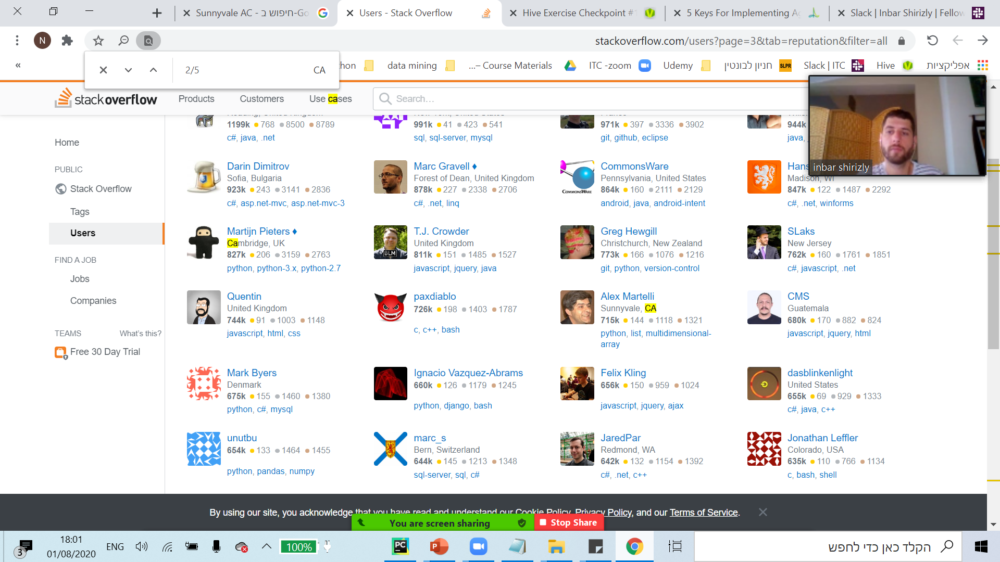 Sunnyvale AC - חיפוש ב-Go
Users - Stack Overflow
Hive Exercise Checkpoint #
5 Keys For Implementing Ag
Slack | Inbar Shirizly | Fellow
N
stackoverflow.com/users?page=3&tab=reputation&filter=all
«
2/5
CA
hon
data mining
...– Course Materials
ITC -zoom
Udemy
חניון לבונטין
SLPR
Slack | ITC
Hive
אפליקציות
stackoverflow
Products
Customers
Use cases
Search...
inbar shirizly
Home
PUBLIC
Stack Overflow
Tags
Users
FIND A JOB
Jobs
Companies
TEAMS
What's this?
Free 30 Day Trial
1199k 768 8500 8789
c#, java, .net
991k 41 423 541
sql, sql-server, mysql
971k 397 3336 3902
git, github, eclipse
944k
java,
Darin Dimitrov
Sofia, Bulgaria
923k 243 3141 2836
c#, asp.net-mvc, asp.net-mvc-3
Marc Gravell ♦
Forest of Dean, United Kingdom
878k 227 2338 2706
c#, .net, linq
COMMONSWARE
CommonsWare
Pennsylvania, United States
864k 160 2111 2129
android, java, android-intent
Hans
Madison, WI
847k 122 1487 2292
c#, .net, winforms
Martijn Pieters ♦
Cambridge, UK
827k 206 3159 2763
python, python-3.x, python-2.7
BLM
T.J. Crowder
United Kingdom
811k 151 1485 1527
javascript, jquery, java
Greg Hewgill
Christchurch, New Zealand
773k 166 1076 1216
git, python, version-control
SLaks
New Jersey
762k 160 1761 1851
c#, javascript, .net
Quentin
United Kingdom
744k 91 1003 1148
javascript, html, css
paxdiablo
726k 198 1403 1787
c, c++, bash
Alex Martelli
Sunnyvale, CA
715k 144 1118 1321
python, list, multidimensional-
array
CMS
Guatemala
680k 170 882 824
javascript, jquery, html
Mark Byers
Denmark
675k 155 1460 1380
python, c#, mysql
Ignacio Vazquez-Abrams
660k 126 1179 1245
python, django, bash
Felix Kling
656k 150 959 1024
javascript, jquery, ajax
dasblinkenlight
United States
655k 69 929 1333
c#, java, c++
unutbu
654k 133 1464 1455
python, pandas, numpy
marc_s
Bern, Switzerland
644k 145 1213 1348
sql-server, sql, c#
JaredPar
Redmond, WA
642k 132 1154 1392
c#, .net, c++
Jonathan Leffler
Colorado, USA
635k 110 766 1134
c, bash, shell
By using our site, you acknowledge that you have read and understand our Cookie Policy, Privacy Policy, and our Terms of Service.
You are screen sharing
Stop Share
3
18:01
01/08/2020
ENG
100%
PC
P
הקלד כאן כדי לחפש